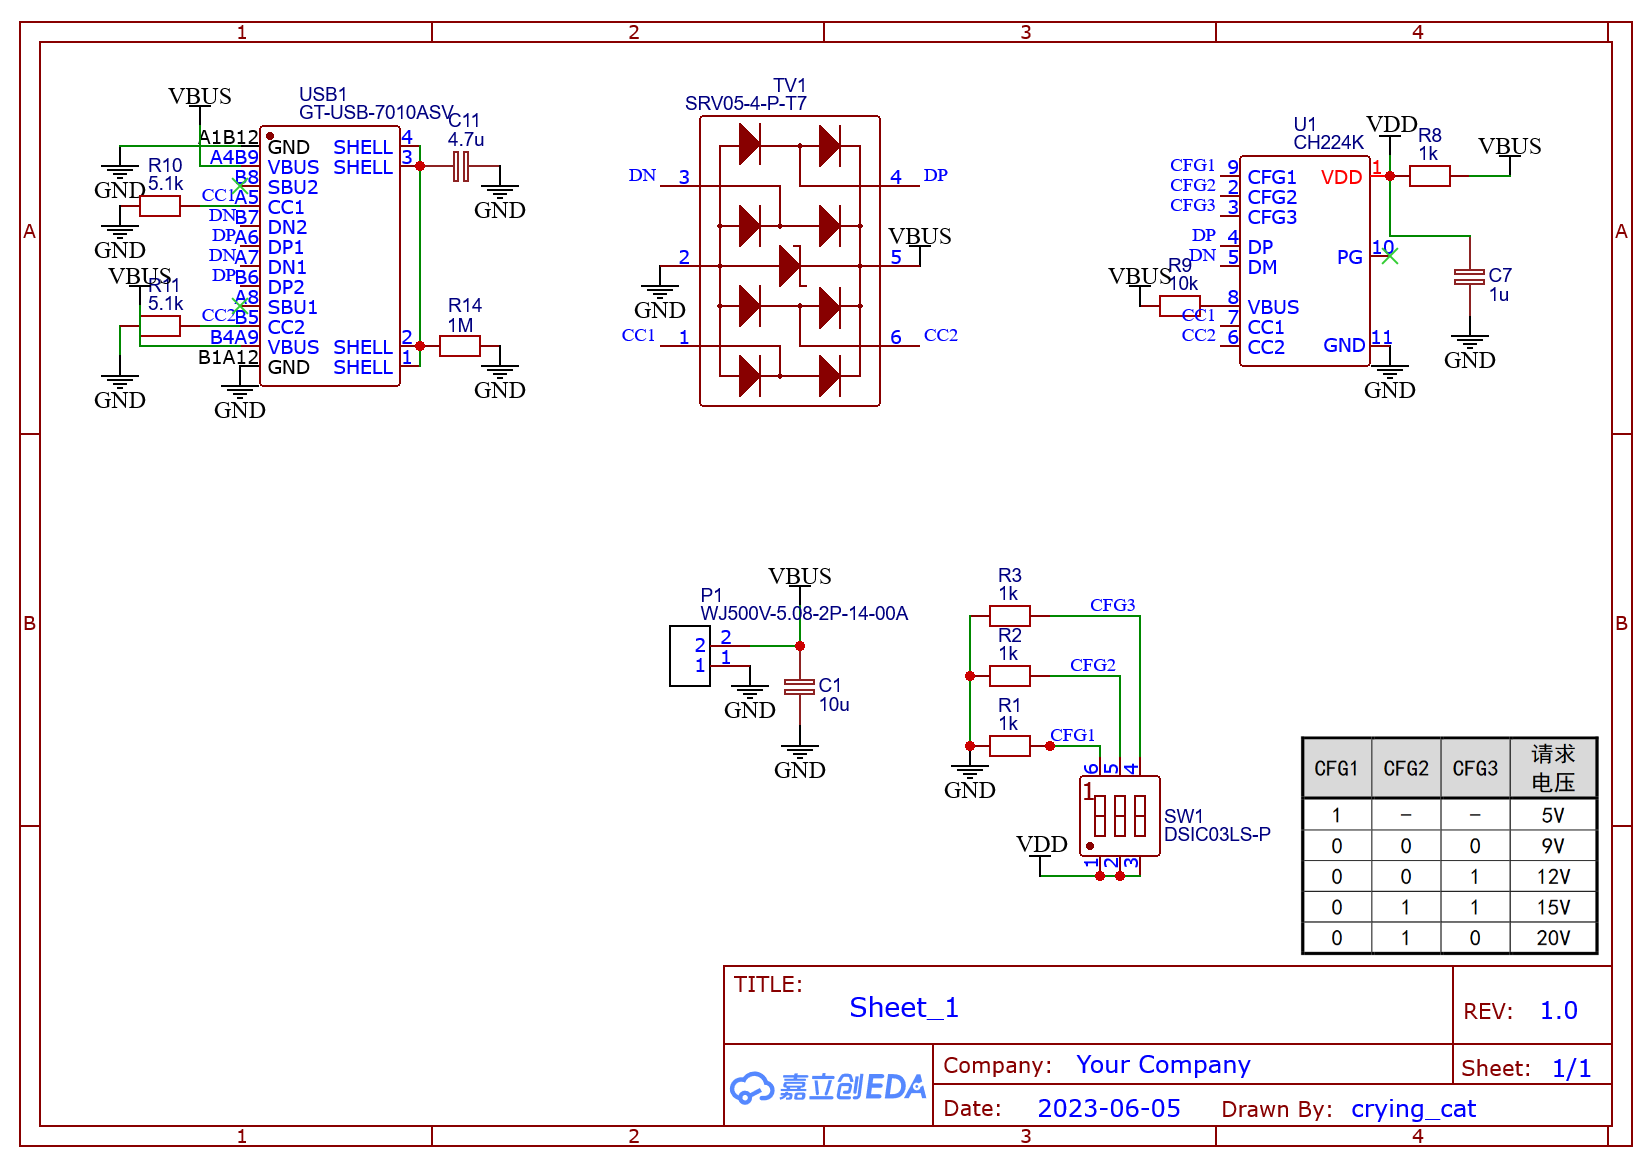 1 2 3 4
A
A
B
B
VBUS
USB1
GT-USB-7010ASV
A1B12 GND SHELL 4
A4B9 VBUS SHELL 3
B8 SBU2
CC1 A5 CC1
DN B7 DN2
DP A6 DP1
DN A7 DN1
DP B6 DP2
A8 SBU1
CC2 B5 CC2
B4A9 VBUS SHELL 2
B1A12 GND SHELL 1
GND
R10
5.1k
GND
VBUS
R11
5.1k
GND
GND
C11
4.7u
GND
R14
1M
GND
TV1
SRV05-4-P-T7
DN 3 4 DP
VBUS
2 5
GND
CC1 1 6 CC2
U1
CH224K
VDD
R8
1k
VBUS
CFG1 9 CFG1 VDD 1
CFG2 2 CFG2
CFG3 3 CFG3
DP 4 DP PG 10
DN 5 DM
VBUS
R9
10k
8 VBUS
CC1 7 CC1
CC2 6 CC2 GND 11
GND
C7
1u
GND
VBUS
P1
WJ500V-5.08-2P-14-00A
2 2
1 1
GND
C1
10u
GND
R3
1k
CFG3
R2
1k
CFG2
R1
1k
CFG1
GND
6 5 4
1
SW1
DSIC03LS-P
VDD
1 2 3
CFG1 CFG2 CFG3 请求
电压
1 – – 5V
0 0 0 9V
0 0 1 12V
0 1 1 15V
0 1 0 20V
TITLE:
Sheet_1
REV: 1.0
嘉立创EDA
Company: Your Company
Sheet: 1/1
Date: 2023-06-05 Drawn By: crying_cat
1 2 3 4